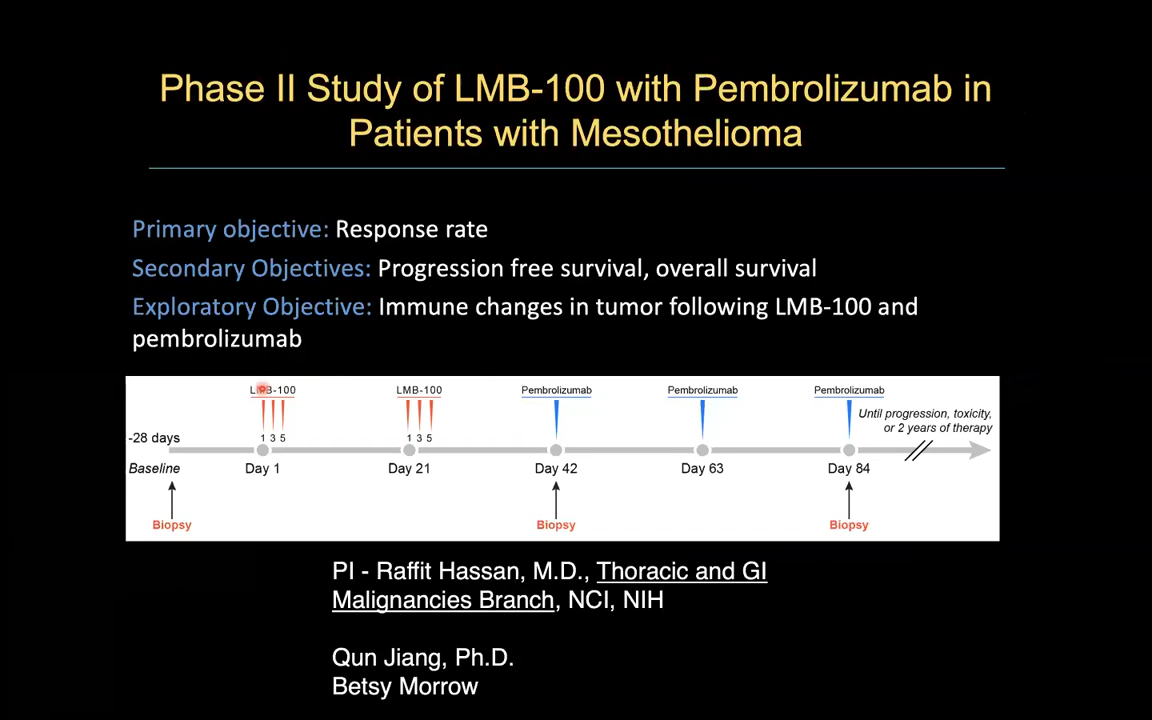 Phase II Study of LMB-100 with Pembrolizumab in
Patients with Mesothelioma
Primary objective: Response rate
Secondary Objectives: Progression free survival, overall survival
Exploratory Objective: Immune changes in tumor following LMB-100 and
pembrolizumab
LMB-100 LMB-100 Pembrolizumab Pembrolizumab Pembrolizumab
Until progression, toxicity,
or 2 years of therapy
-28 days 1 3 5 1 3 5
Baseline Day 1 Day 21 Day 42 Day 63 Day 84
Biopsy Biopsy Biopsy
PI - Raffit Hassan, M.D., Thoracic and GI
Malignancies Branch, NCI, NIH
Qun Jiang, Ph.D.
Betsy Morrow